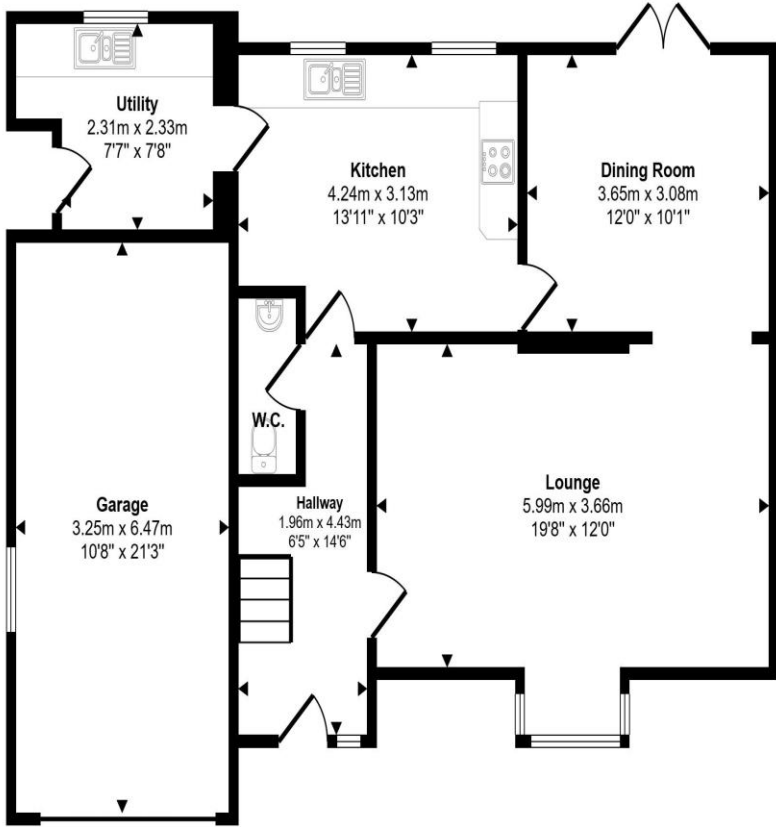 Utility
2.31m x 2.33m
7'7" x 7'8"
Kitchen
4.24m x 3.13m
13'11" x 10'3"
Dining Room
3.65m x 3.08m
12'0" x 10'1"
W.C.
Garage
3.25m x 6.47m
10'8" x 21'3"
Hallway
1.96m x 4.43m
6'5" x 14'6"
Lounge
5.99m x 3.66m
19'8" x 12'0"